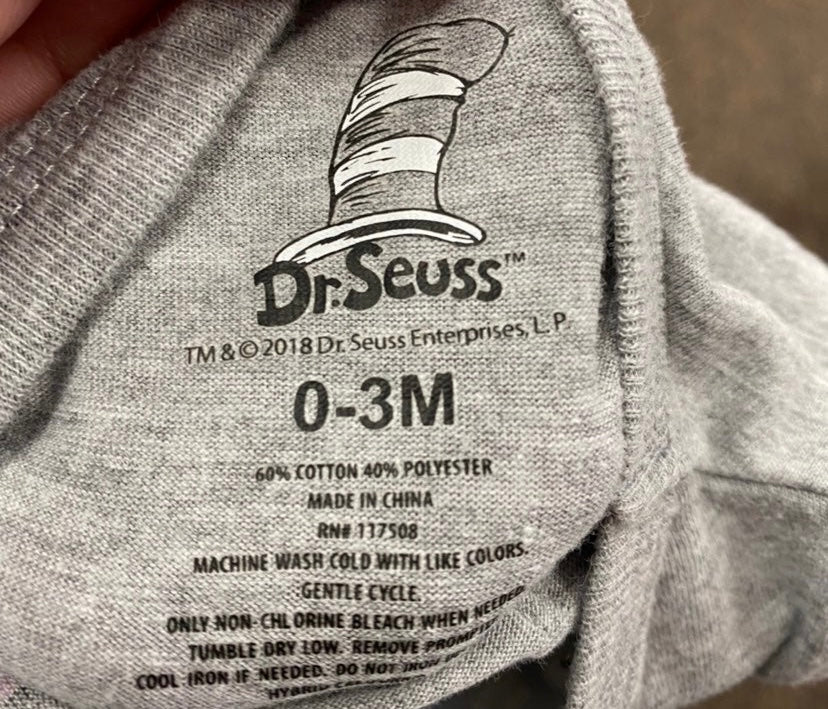 Dr. Seuss™
TM & © 2018 Dr. Seuss Enterprises, L.P.
0-3M
60% COTTON 40% POLYESTER
MADE IN CHINA
RN# 117508
MACHINE WASH COLD WITH LIKE COLORS.
GENTLE CYCLE.
ONLY NON-CHLORINE BLEACH WHEN NEEDED
TUMBLE DRY LOW. REMOVE
COOL IRON IF NEEDED. DO NOT IRON